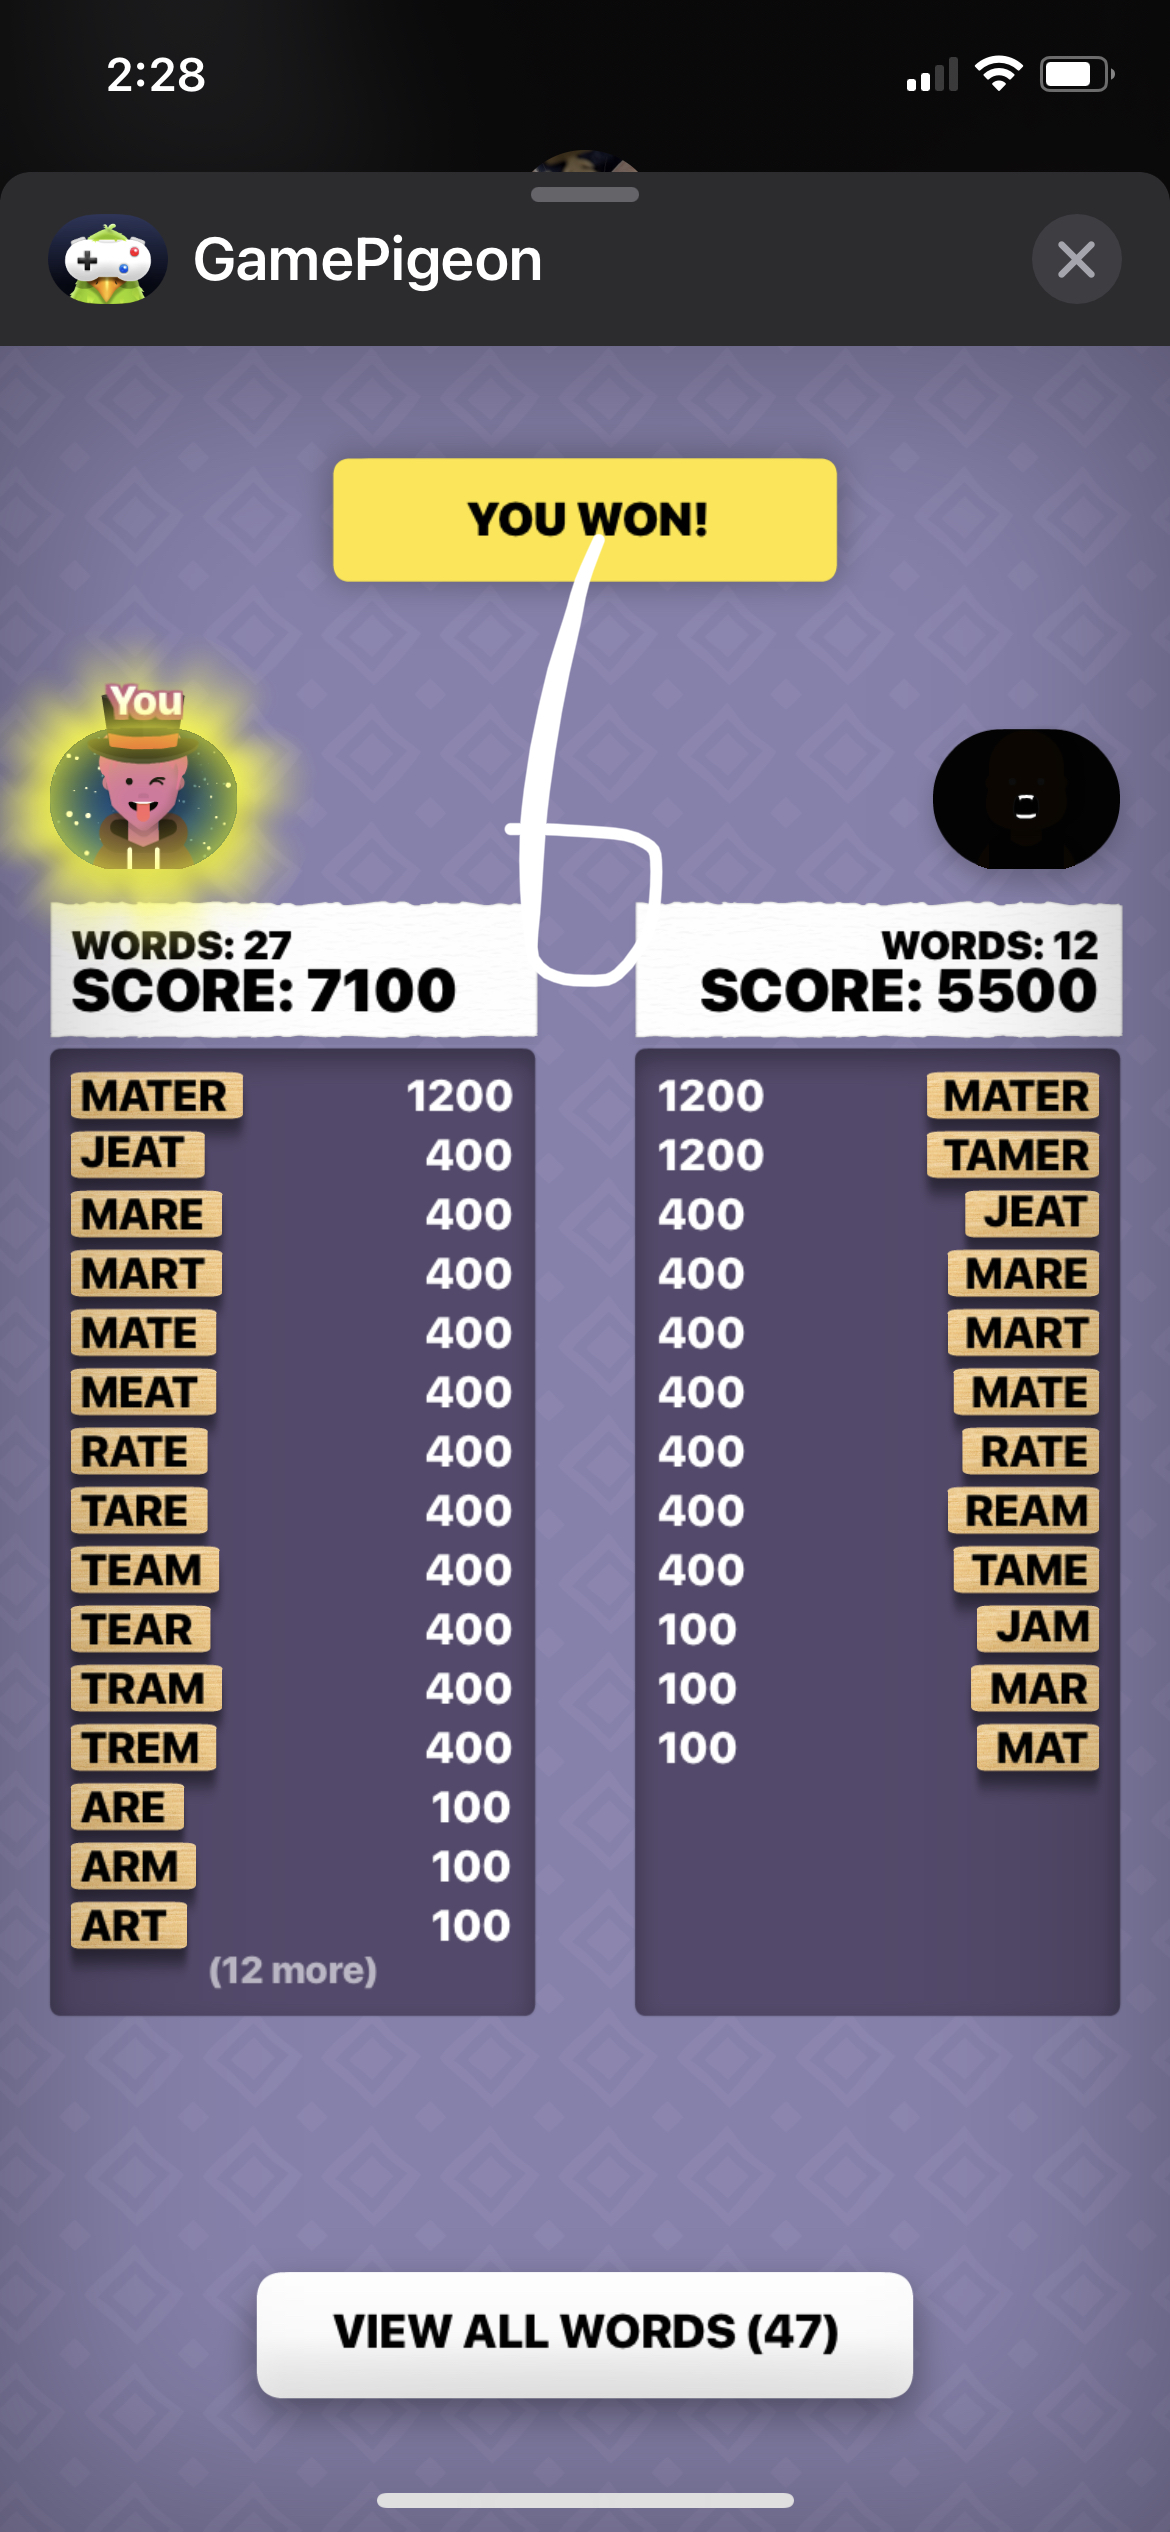 2:28
GamePigeon
YOU WON!
6
You
WORDS: 27
SCORE: 7100
WORDS: 12
SCORE: 5500
MATER 1200
JEAT 400
MARE 400
MART 400
MATE 400
MEAT 400
RATE 400
TARE 400
TEAM 400
TEAR 400
TRAM 400
TREM 400
ARE 100
ARM 100
ART 100
(12 more)
1200 MATER
1200 TAMER
400 JEAT
400 MARE
400 MART
400 MATE
400 RATE
400 REAM
400 TAME
100 JAM
100 MAR
100 MAT
VIEW ALL WORDS (47)